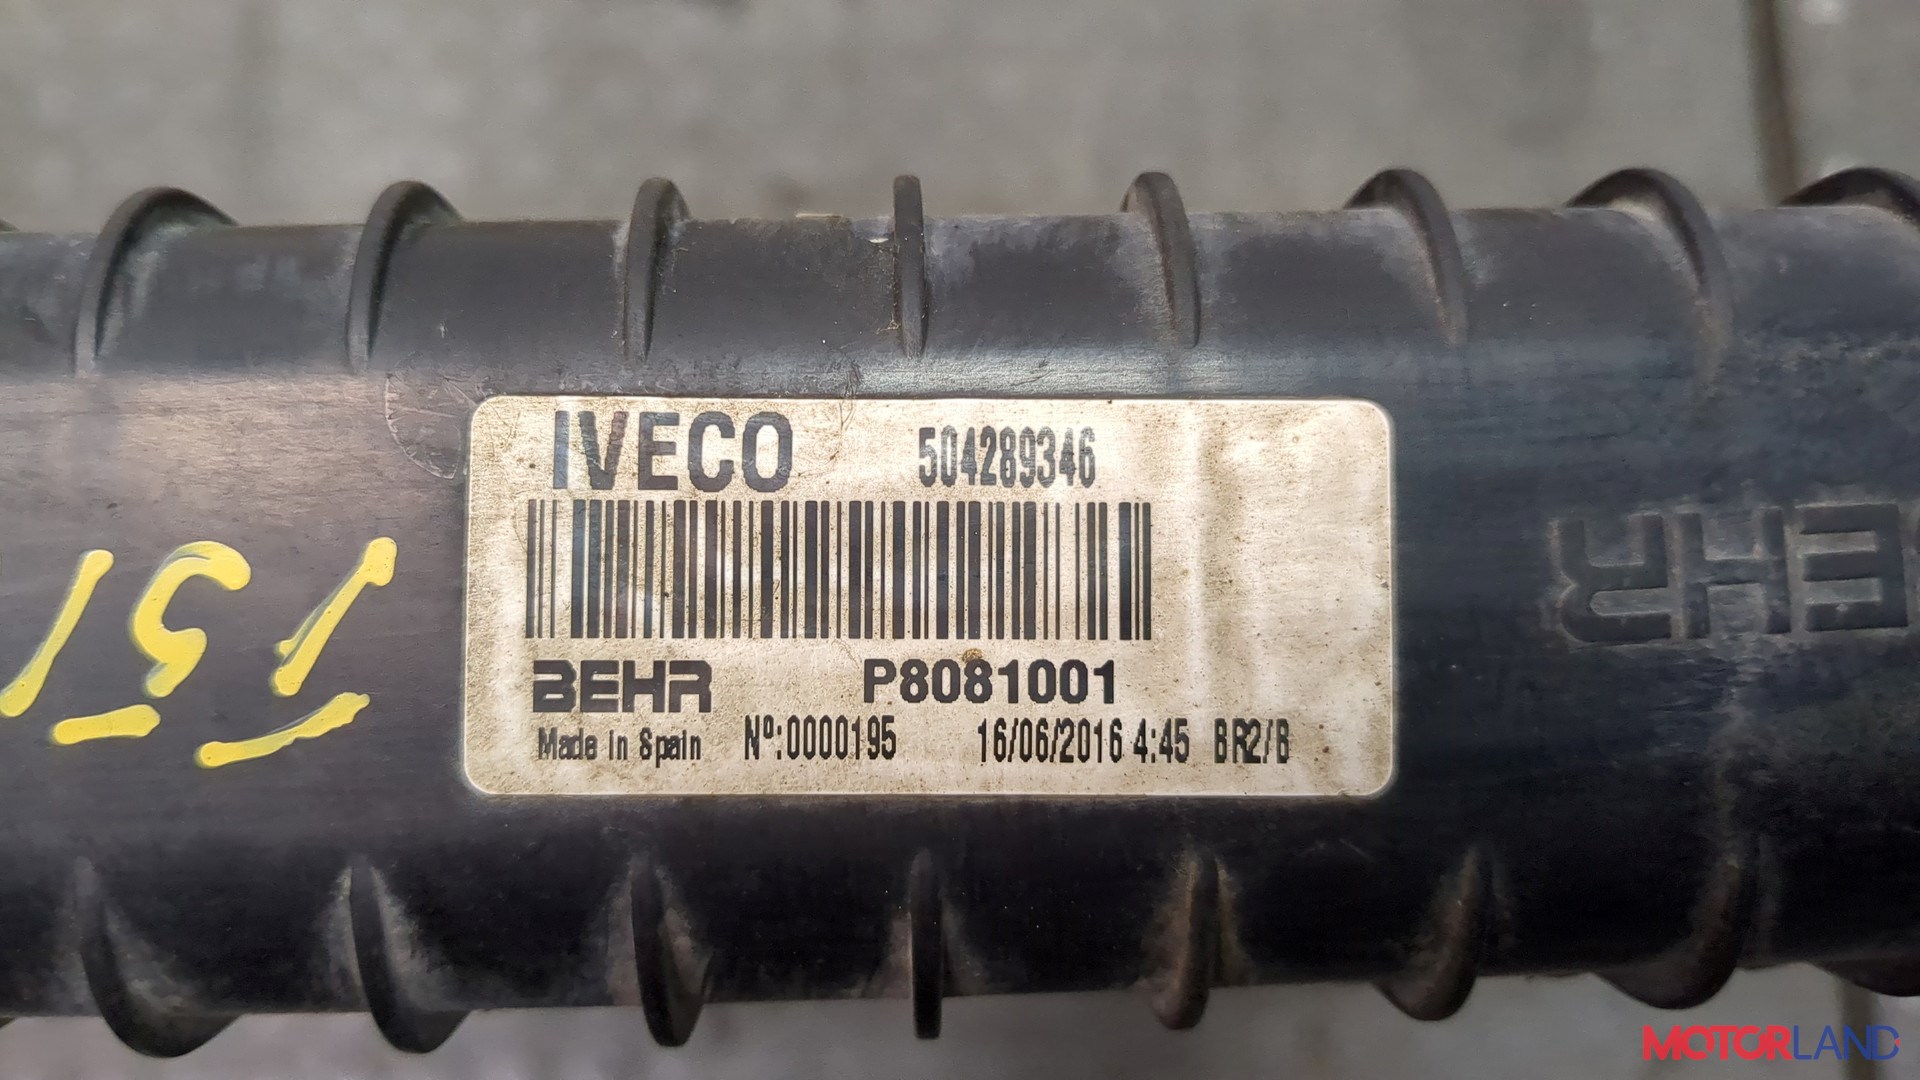 IVECO 504289346
BEHR P8081001
Made in Spain Nº:0000195 16/06/2016 4:45 BR2/B
BEHR
MOTORLAND